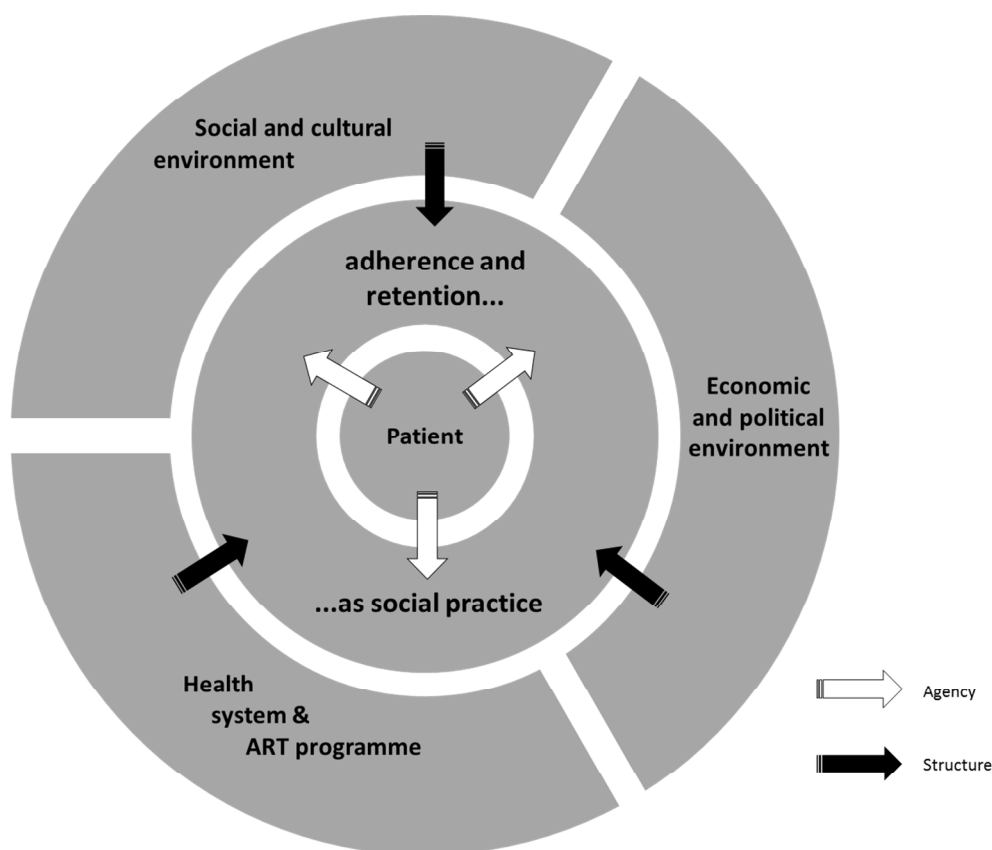 Social and cultural
environment
adherence and
retention...
Patient
Economic
and political
environment
...as social practice
Health
system &
ART programme
Agency
Structure